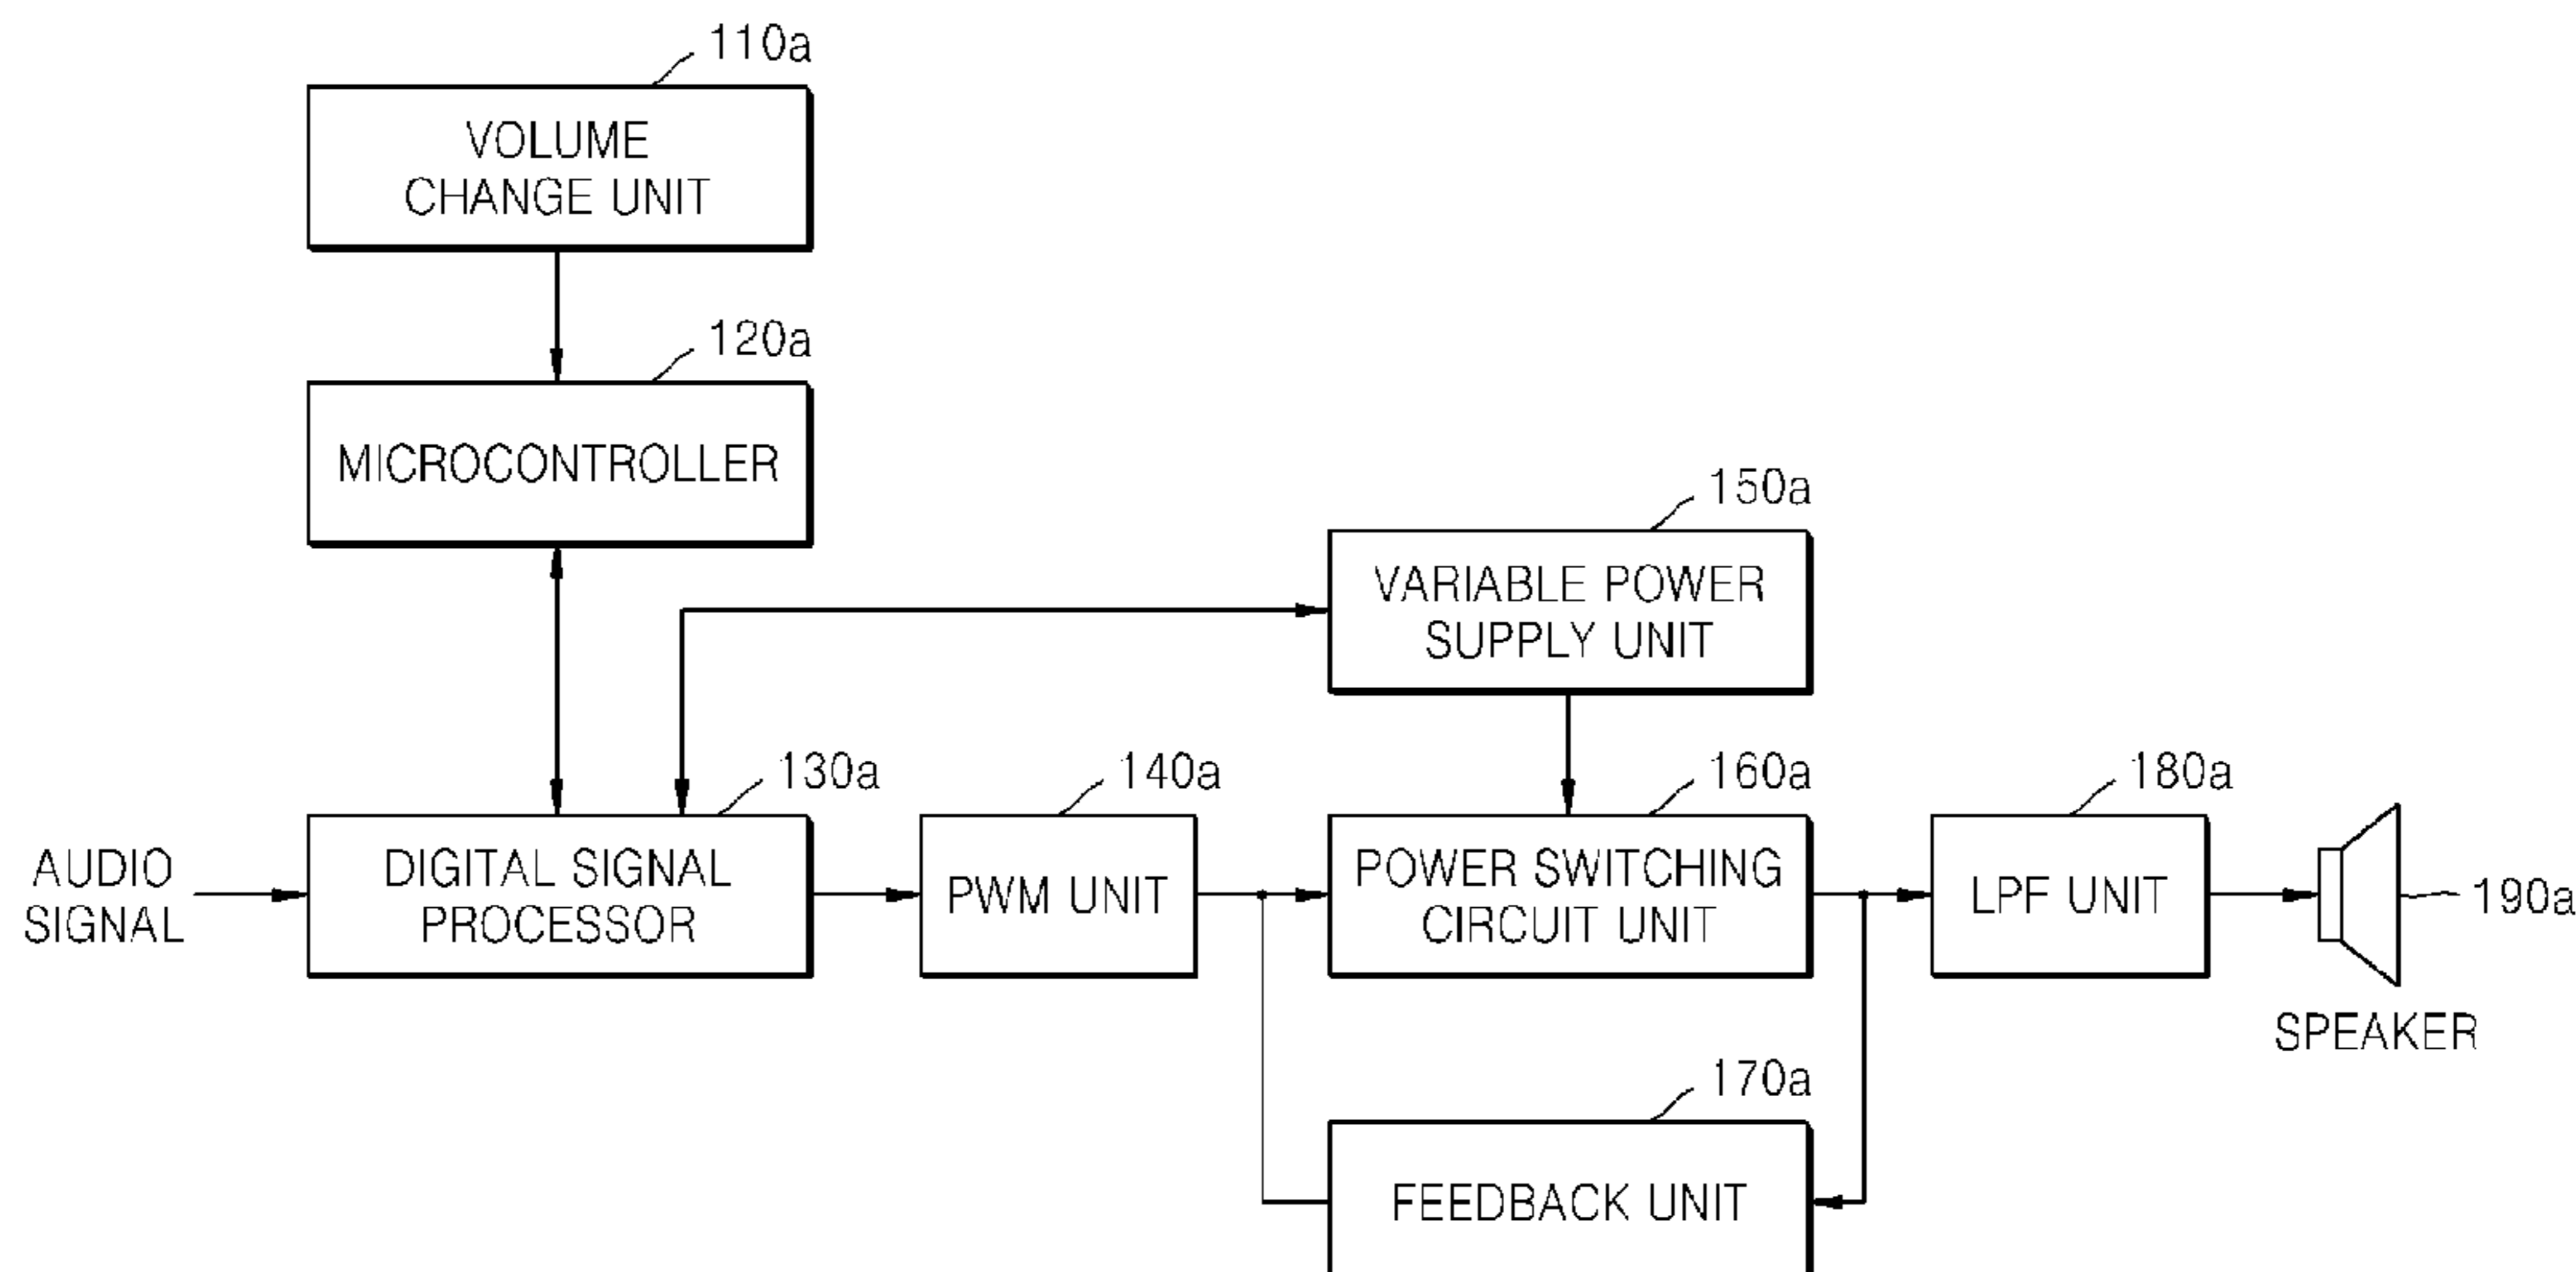 110a
VOLUME
CHANGE UNIT
120a
MICROCONTROLLER
150a
VARIABLE POWER
SUPPLY UNIT
130a
140a
160a
180a
AUDIO
SIGNAL
DIGITAL SIGNAL
PROCESSOR
PWM UNIT
POWER SWITCHING
CIRCUIT UNIT
LPF UNIT
190a
SPEAKER
170a
FEEDBACK UNIT